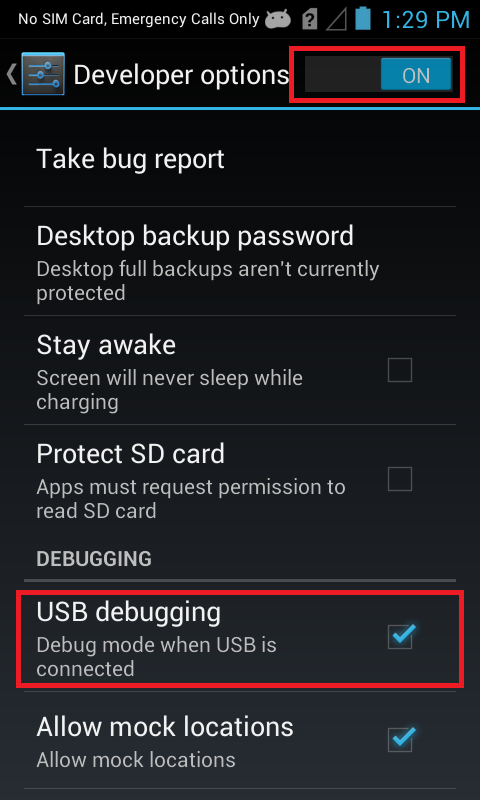 No SIM Card, Emergency Calls Only 1:29 PM
Developer options ON
Take bug report
Desktop backup password
Desktop full backups aren't currently
protected
Stay awake
Screen will never sleep while
charging
Protect SD card
Apps must request permission to
read SD card
DEBUGGING
USB debugging
Debug mode when USB is
connected
Allow mock locations
Allow mock locations